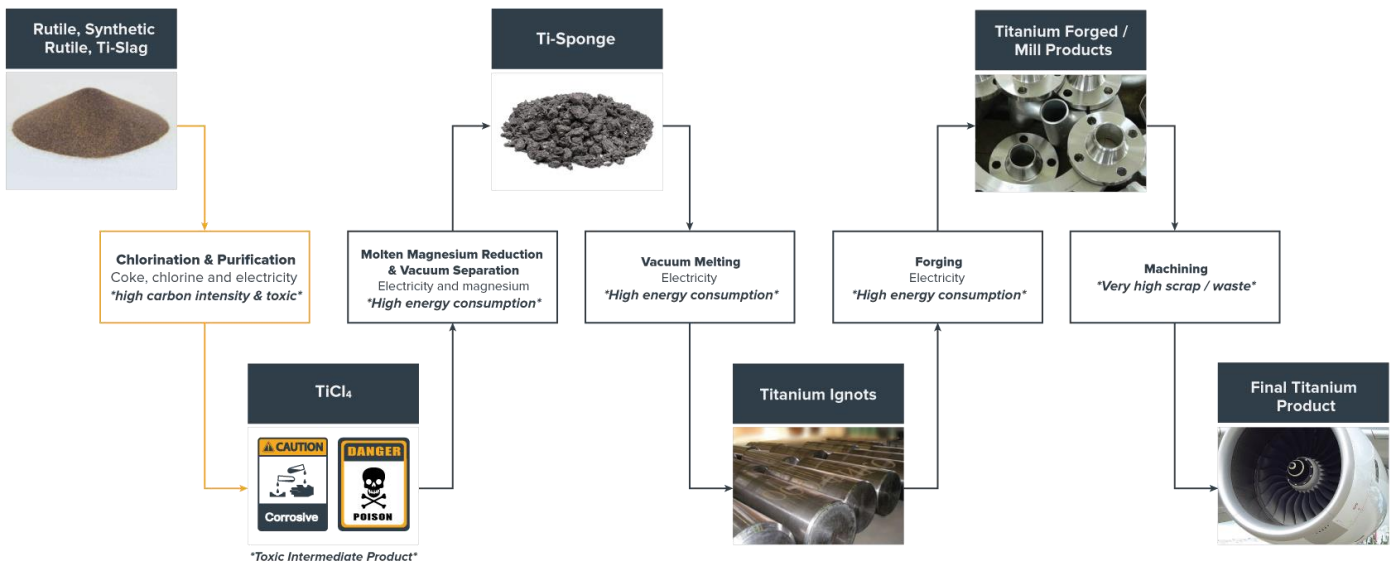 Rutile, Synthetic
Rutile, Ti-Slag
Chlorination & Purification
Coke, chlorine and electricity
*high carbon intensity & toxic*
TiCl₄
CAUTION
Corrosive
DANGER
POISON
*Toxic Intermediate Product*
Molten Magnesium Reduction
& Vacuum Separation
Electricity and magnesium
*High energy consumption*
Ti-Sponge
Vacuum Melting
Electricity
*High energy consumption*
Titanium Ignots
Forging
Electricity
*High energy consumption*
Titanium Forged /
Mill Products
Machining
*Very high scrap / waste*
Final Titanium
Product